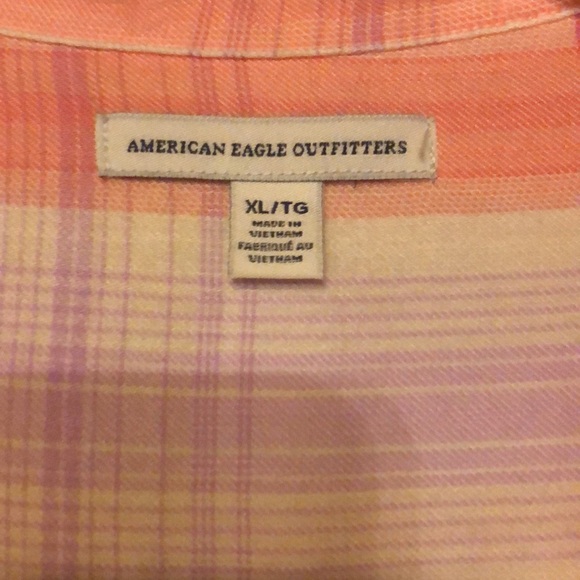 AMERICAN EAGLE OUTFITTERS
XL/TG
MADE IN
VIETNAM
FABRIQUÉ AU
VIETNAM